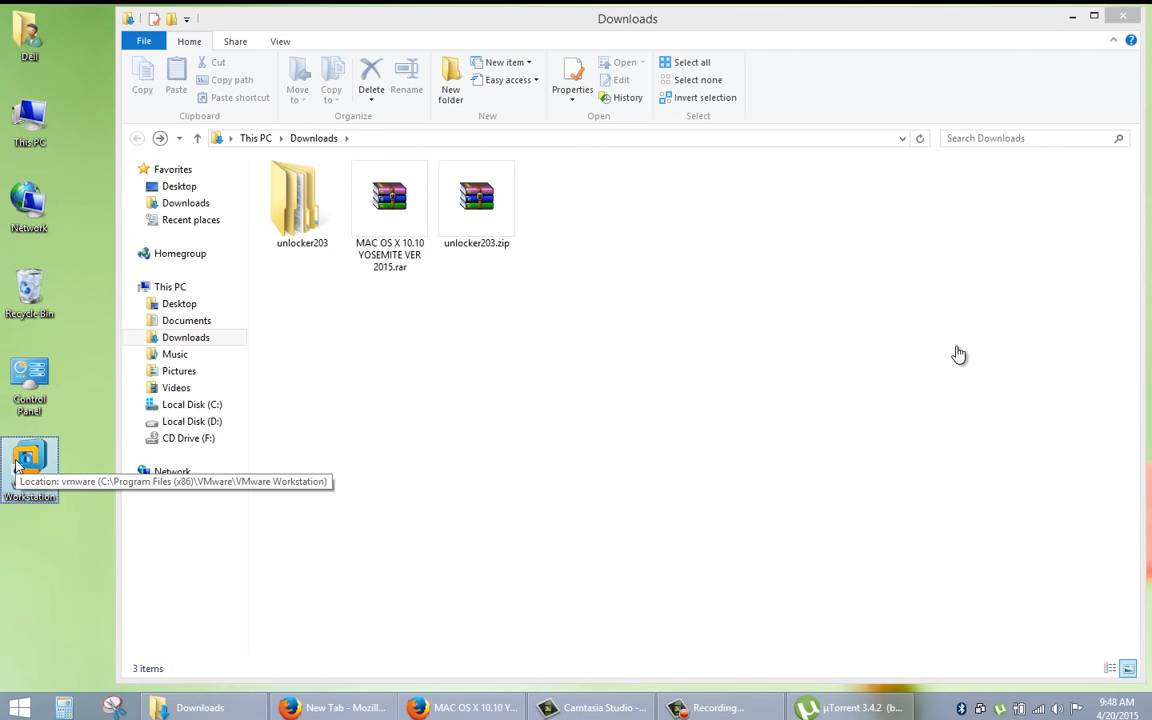 Downloads
File Home Share View
Copy
Paste
Cut
Copy path
Paste shortcut
Clipboard
Move to
Copy to
Delete
Rename
Organize
New folder
New item
Easy access
New
Properties
Open
Edit
History
Open
Select all
Select none
Invert selection
Select
This PC Downloads
Search Downloads
Dell
This PC
Network
Recycle Bin
Control Panel
Workstation
Favorites
Desktop
Downloads
Recent places
Homegroup
This PC
Desktop
Documents
Downloads
Music
Pictures
Videos
Local Disk (C:)
Local Disk (D:)
CD Drive (F:)
Network
unlocker203
MAC OS X 10.10
YOSEMITE VER
2015.rar
unlocker203.zip
Location: vmware (C:\Program Files (x86)\VMware\VMware Workstation)
3 items
Downloads
New Tab - Mozill...
MAC OS X 10.10 Y...
Camtasia Studio -...
Recording...
µTorrent 3.4.2 (b...
9:48 AM
4/20/2015